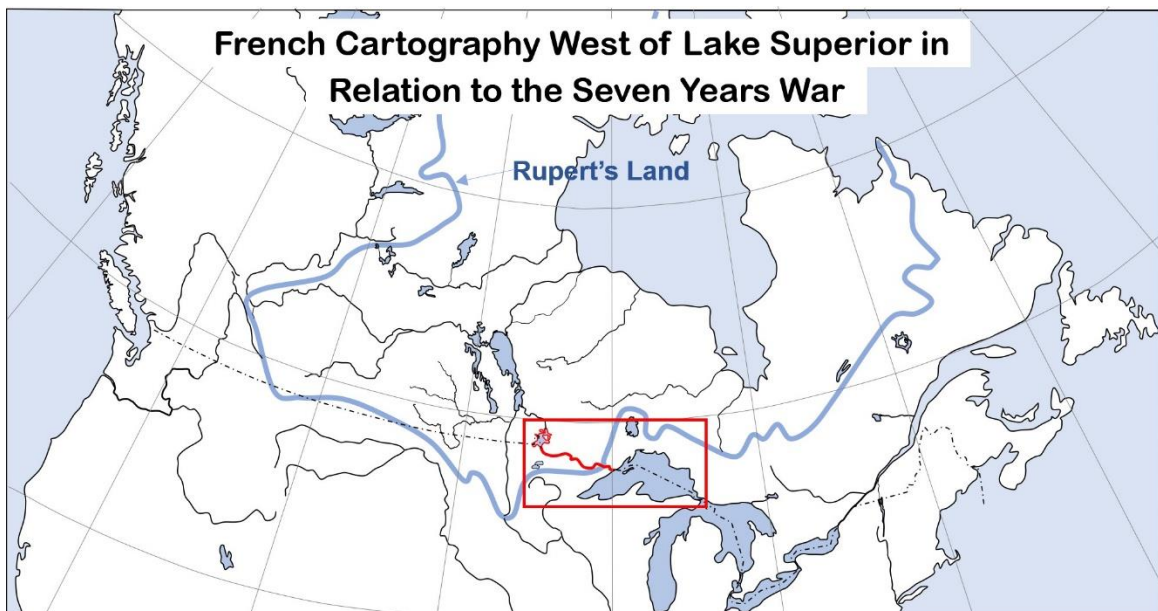 French Cartography West of Lake Superior in
Relation to the Seven Years War
Rupert's Land